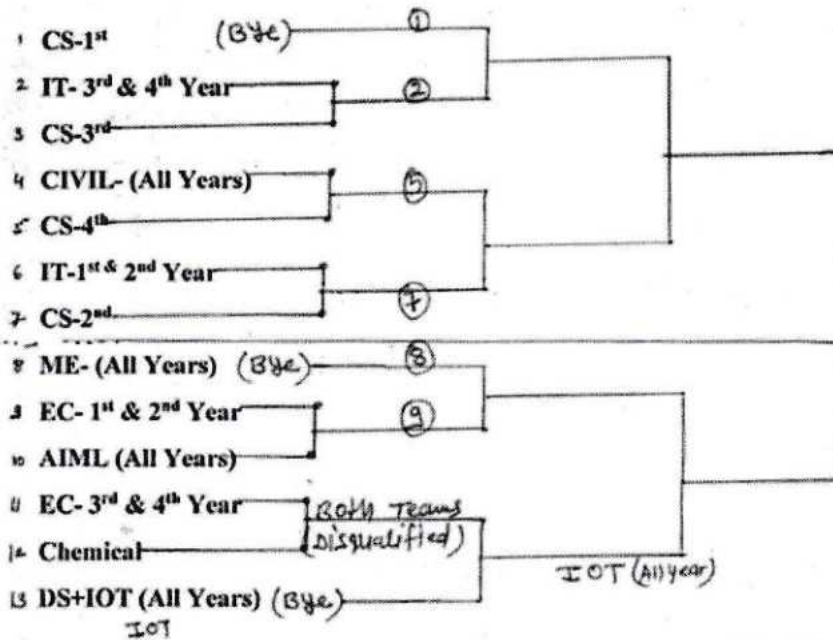 1 CS-1st (Bye) 1
2 IT- 3rd & 4th Year 2
3 CS-3rd
4 CIVIL- (All Years) 5
5 CS-4th
6 IT-1st & 2nd Year
7 CS-2nd 7
8 ME- (All Years) (Bye) 8
9 EC- 1st & 2nd Year 9
10 AIML (All Years)
11 EC- 3rd & 4th Year Both Teams
12 Chemical (Disqualified)
IOT (All year)
13 DS+IOT (All Years) (Bye)
IOT